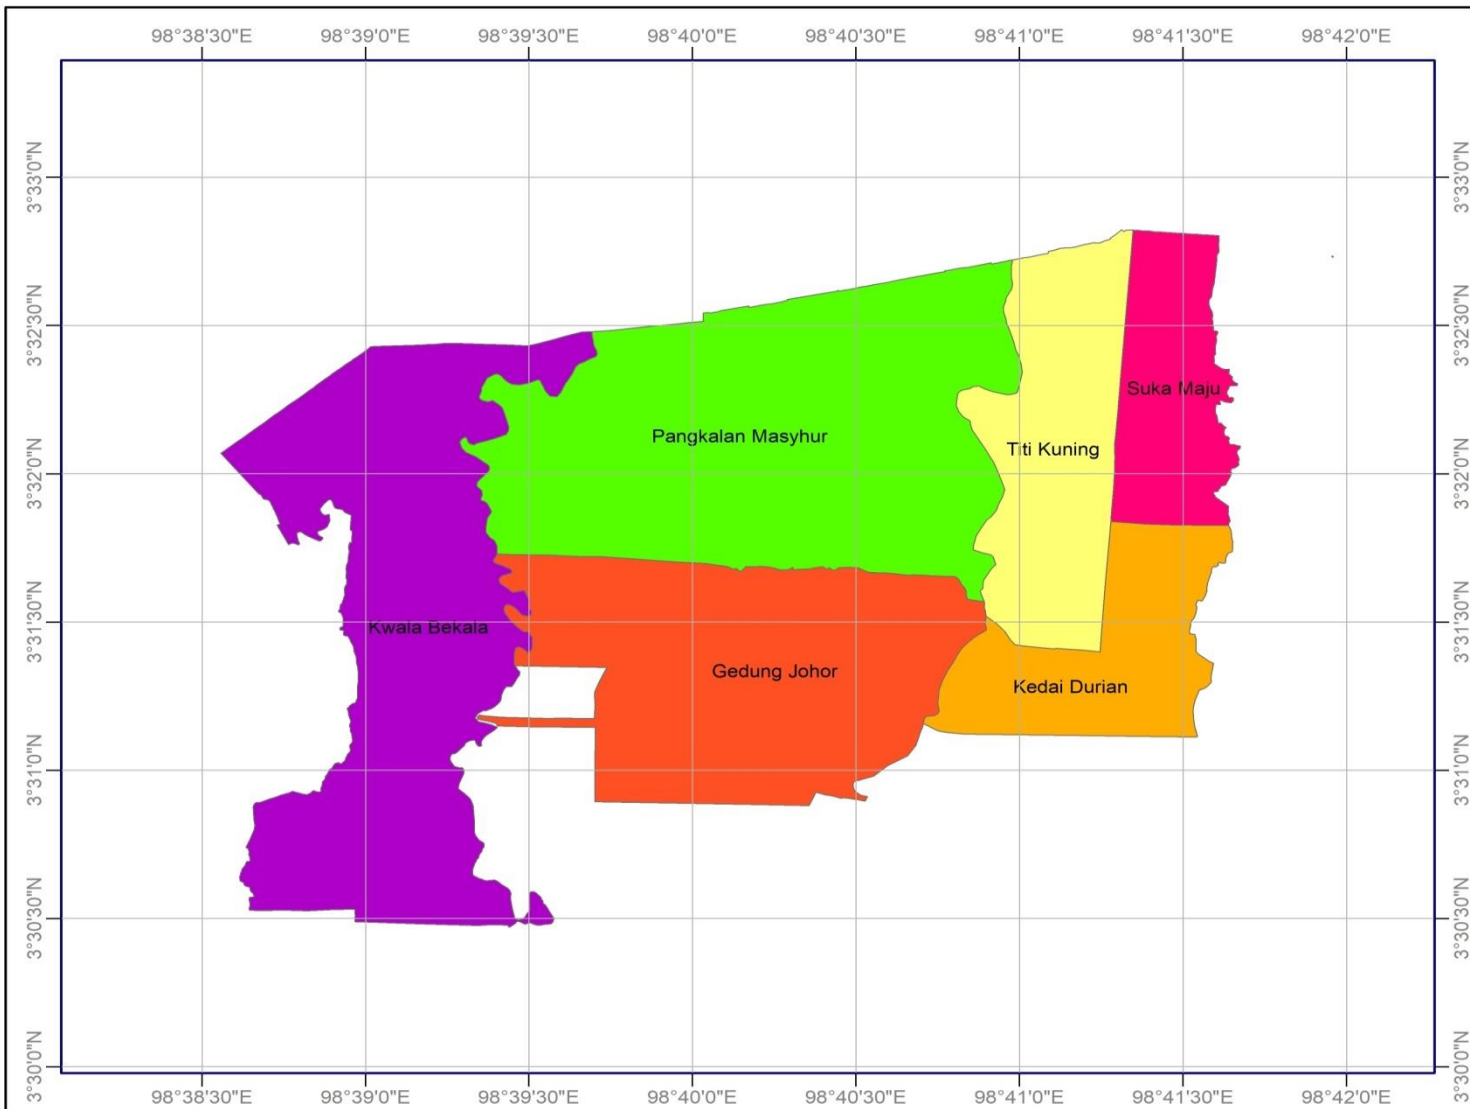 98°38'30"E 98°39'0"E 98°39'30"E 98°40'0"E 98°40'30"E 98°41'0"E 98°41'30"E 98°42'0"E
3°33'0"N 3°33'0"N
3°32'30"N 3°32'30"N
Suka Maju
Pangkalan Masyhur
Titi Kuning
3°32'0"N 3°32'0"N
3°31'30"N 3°31'30"N
Kwala Bekala
Gedung Johor
Kedai Durian
3°31'0"N 3°31'0"N
3°30'30"N 3°30'30"N
3°30'0"N 3°30'0"N
98°38'30"E 98°39'0"E 98°39'30"E 98°40'0"E 98°40'30"E 98°41'0"E 98°41'30"E 98°42'0"E